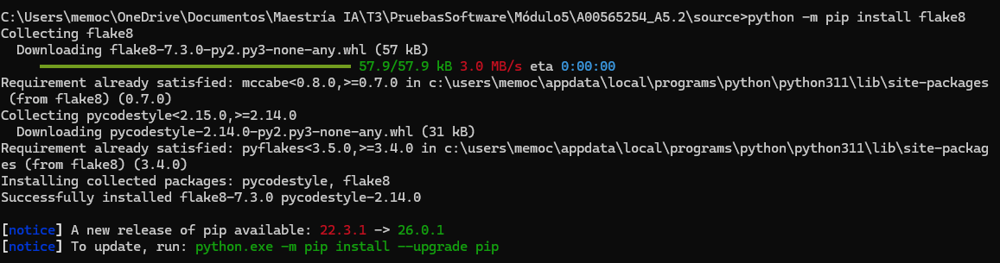 C:\Users\memoc\OneDrive\Documentos\Maestría IA\T3\PruebasSoftware\Módulo5\A00565254_A5.2\source>python -m pip install flake8
Collecting flake8
  Downloading flake8-7.3.0-py2.py3-none-any.whl (57 kB)
57.9/57.9 kB 3.0 MB/s eta 0:00:00
Requirement already satisfied: mccabe<0.8.0,>=0.7.0 in c:\users\memoc\appdata\local\programs\python\python311\lib\site-packages
 (from flake8) (0.7.0)
Collecting pycodestyle<2.15.0,>=2.14.0
  Downloading pycodestyle-2.14.0-py2.py3-none-any.whl (31 kB)
Requirement already satisfied: pyflakes<3.5.0,>=3.4.0 in c:\users\memoc\appdata\local\programs\python\python311\lib\site-packag
es (from flake8) (3.4.0)
Installing collected packages: pycodestyle, flake8
Successfully installed flake8-7.3.0 pycodestyle-2.14.0
[notice] A new release of pip available: 22.3.1 -> 26.0.1
[notice] To update, run: python.exe -m pip install --upgrade pip